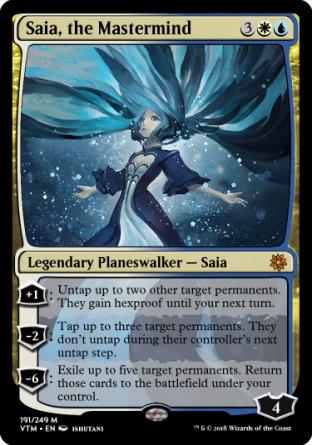 Saia, the Mastermind 3
Legendary Planeswalker — Saia
+1: Untap up to two other target permanents.
They gain hexproof until your next turn.
-2: Tap up to three target permanents. They
don't untap during their controller's next
untap step.
-6: Exile up to five target permanents. Return
those cards to the battlefield under your
control.
4
191/249 M
VTM • EN ISHUTANI
™ & © 2018 Wizards of the Coast